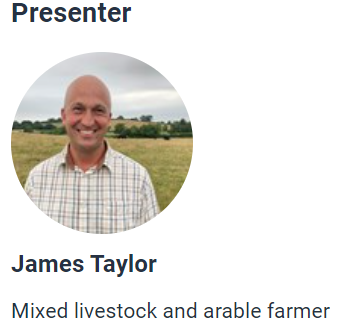 Presenter
James Taylor
Mixed livestock and arable farmer